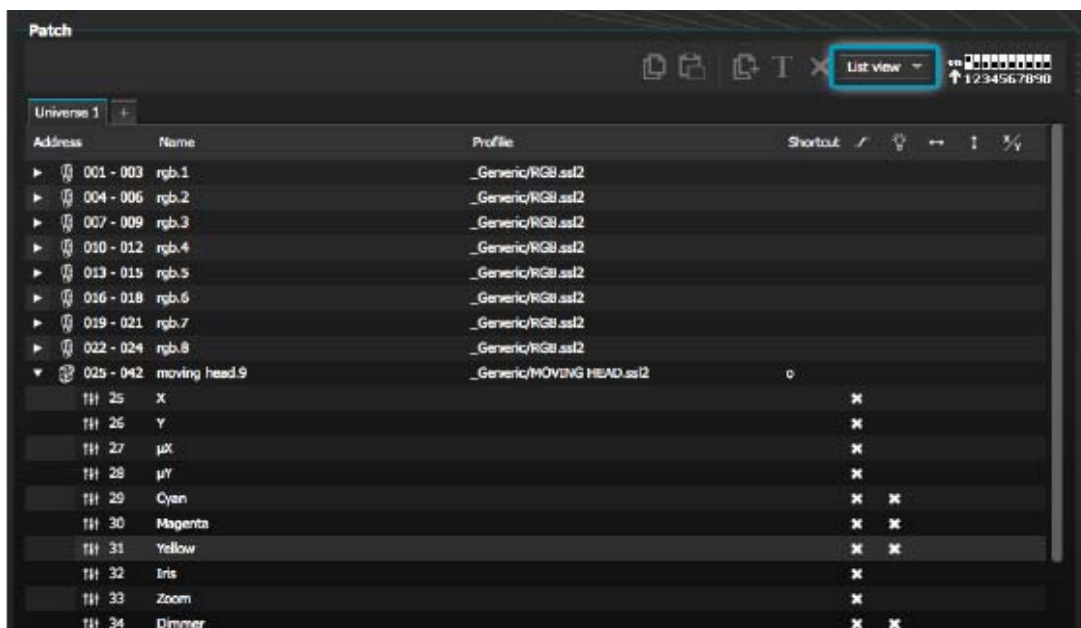 Patch
List view
on 1234567890
Universe 1 +
Address Name Profile Shortcut X/Y
001 - 003 rgb.1 _Generic/RGB.ssl2
004 - 006 rgb.2 _Generic/RGB.ssl2
007 - 009 rgb.3 _Generic/RGB.ssl2
010 - 012 rgb.4 _Generic/RGB.ssl2
013 - 015 rgb.5 _Generic/RGB.ssl2
016 - 018 rgb.6 _Generic/RGB.ssl2
019 - 021 rgb.7 _Generic/RGB.ssl2
022 - 024 rgb.8 _Generic/RGB.ssl2
025 - 042 moving head.9 _Generic/MOVING HEAD.ssl2 o
25 X
26 Y
27 µX
28 µY
29 Cyan
30 Magenta
31 Yellow
32 Iris
33 Zoom
34 Dimmer